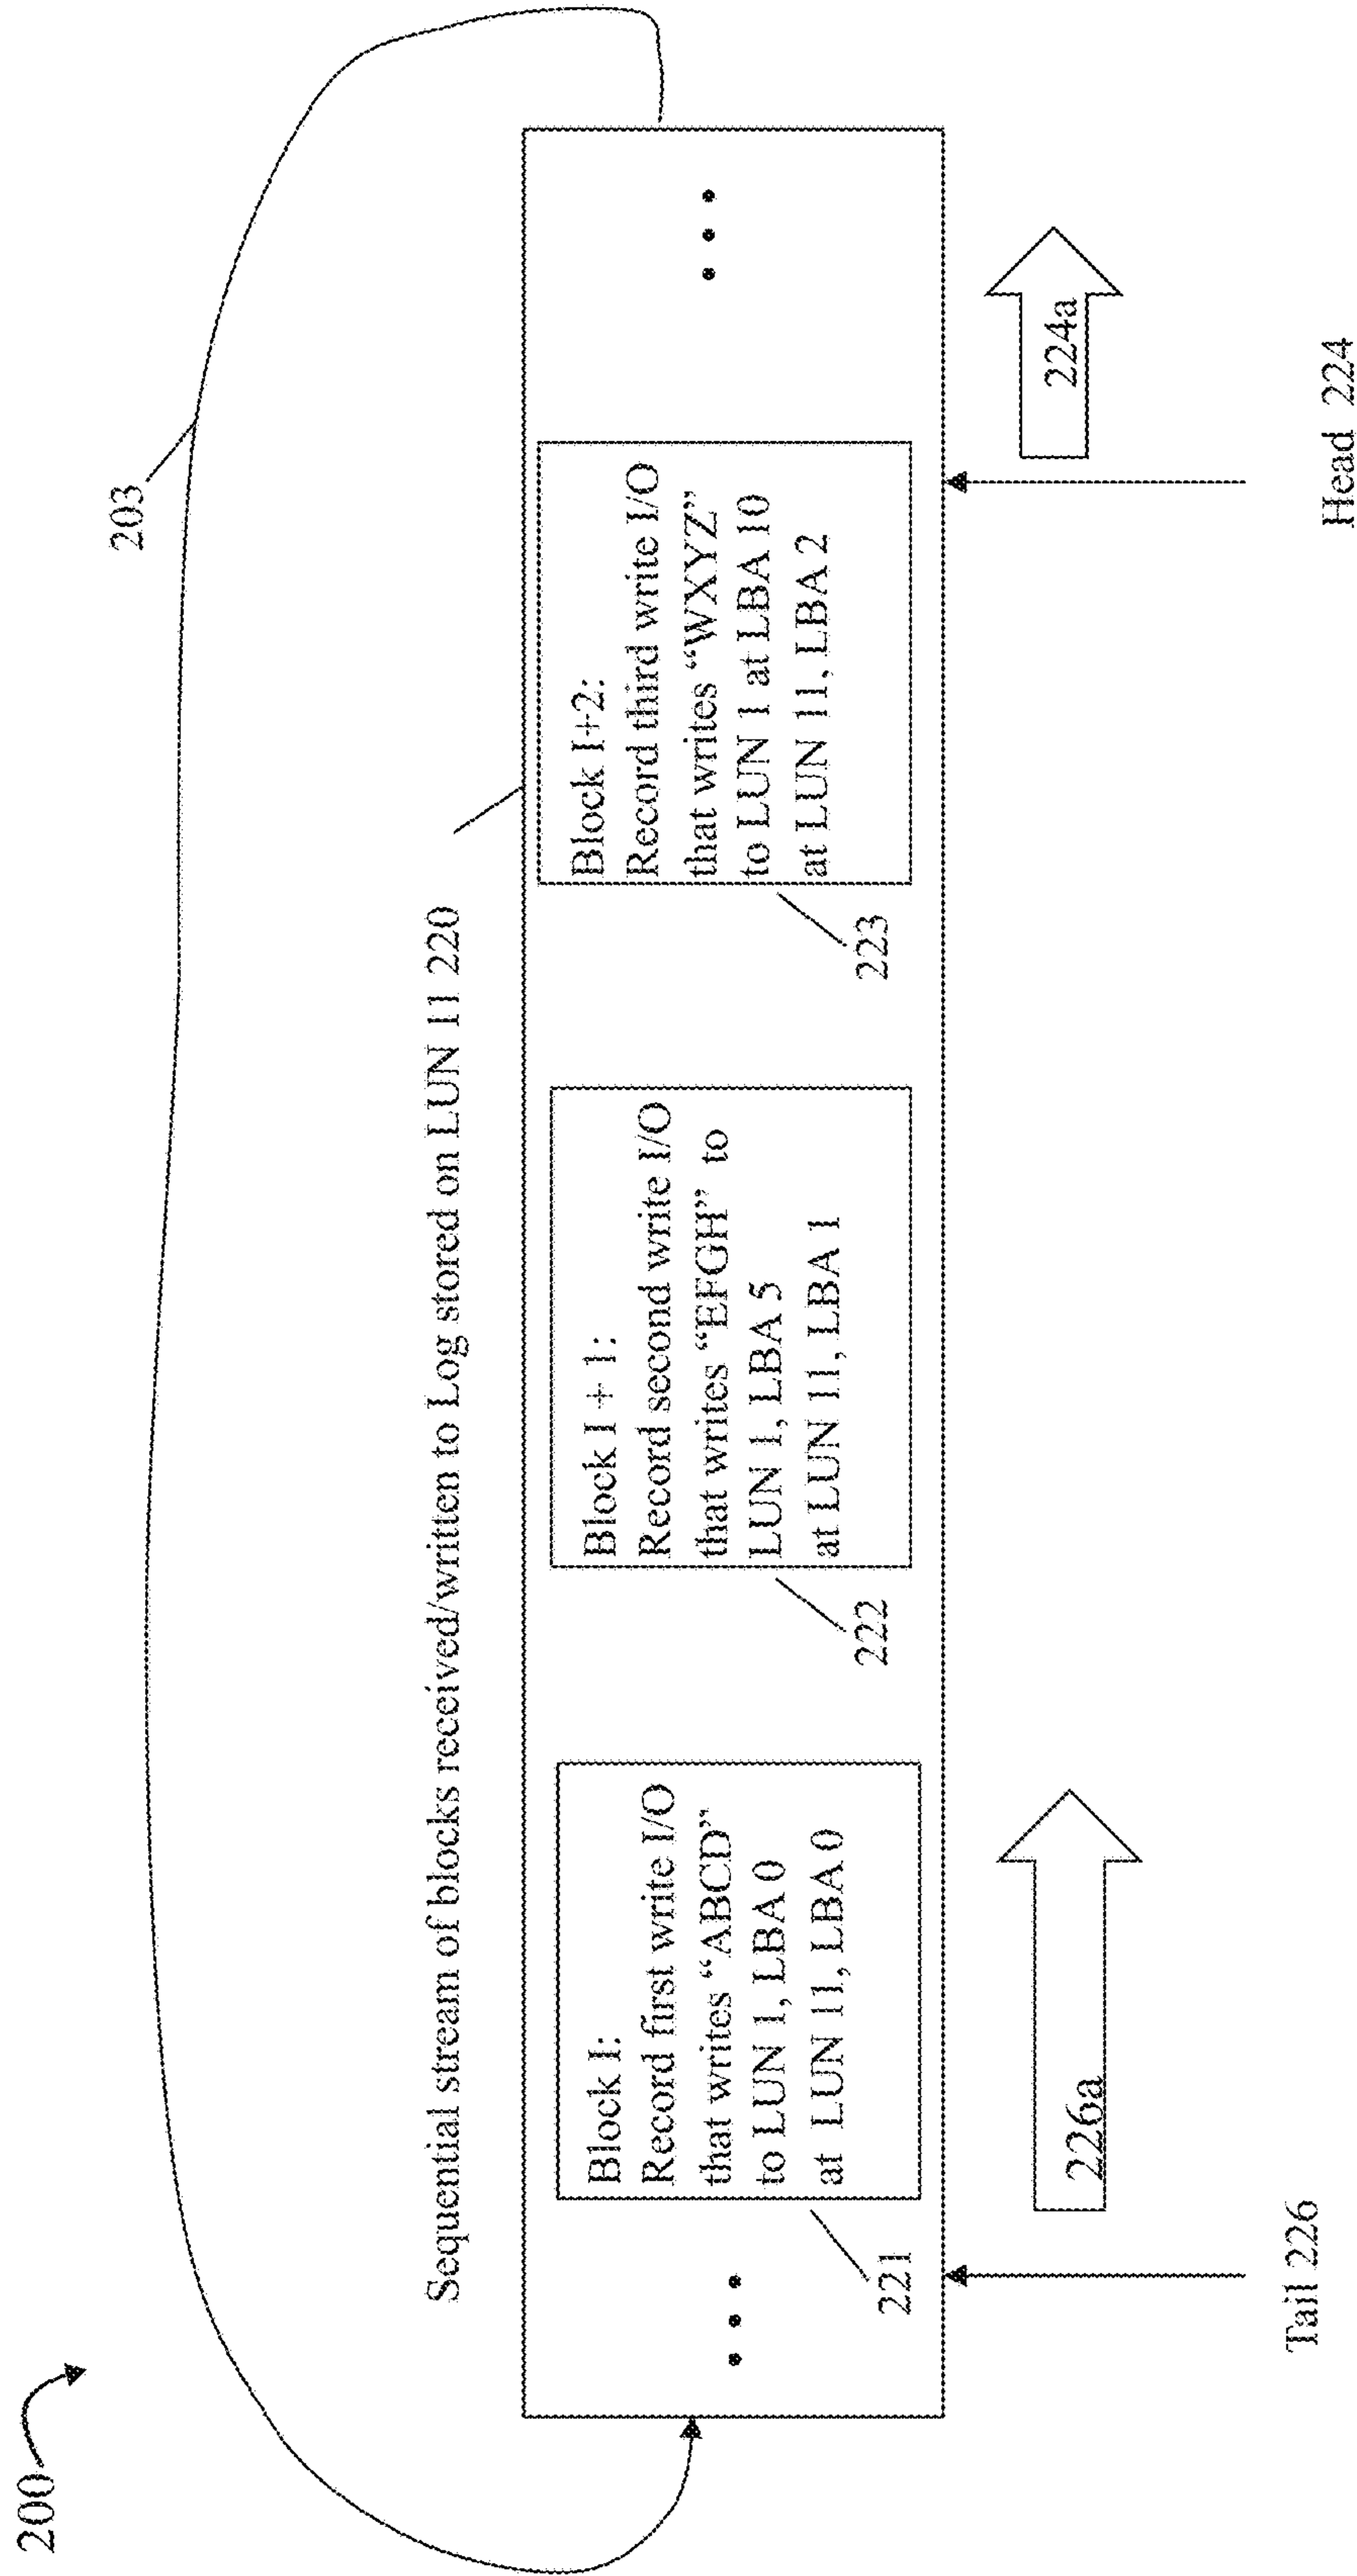 200
203
Sequential stream of blocks received/written to Log stored on LUN 11 220
Block I:
Record first write I/O
that writes “ABCD”
to LUN 1, LBA 0
at LUN 11, LBA 0
221
Block I + 1:
Record second write I/O
that writes “EFGH” to
LUN 1, LBA 5
at LUN 11, LBA 1
222
Block I+2:
Record third write I/O
that writes “WXYZ”
to LUN 1 at LBA 10
at LUN 11, LBA 2
223
226a
224a
Tail 226
Head 224